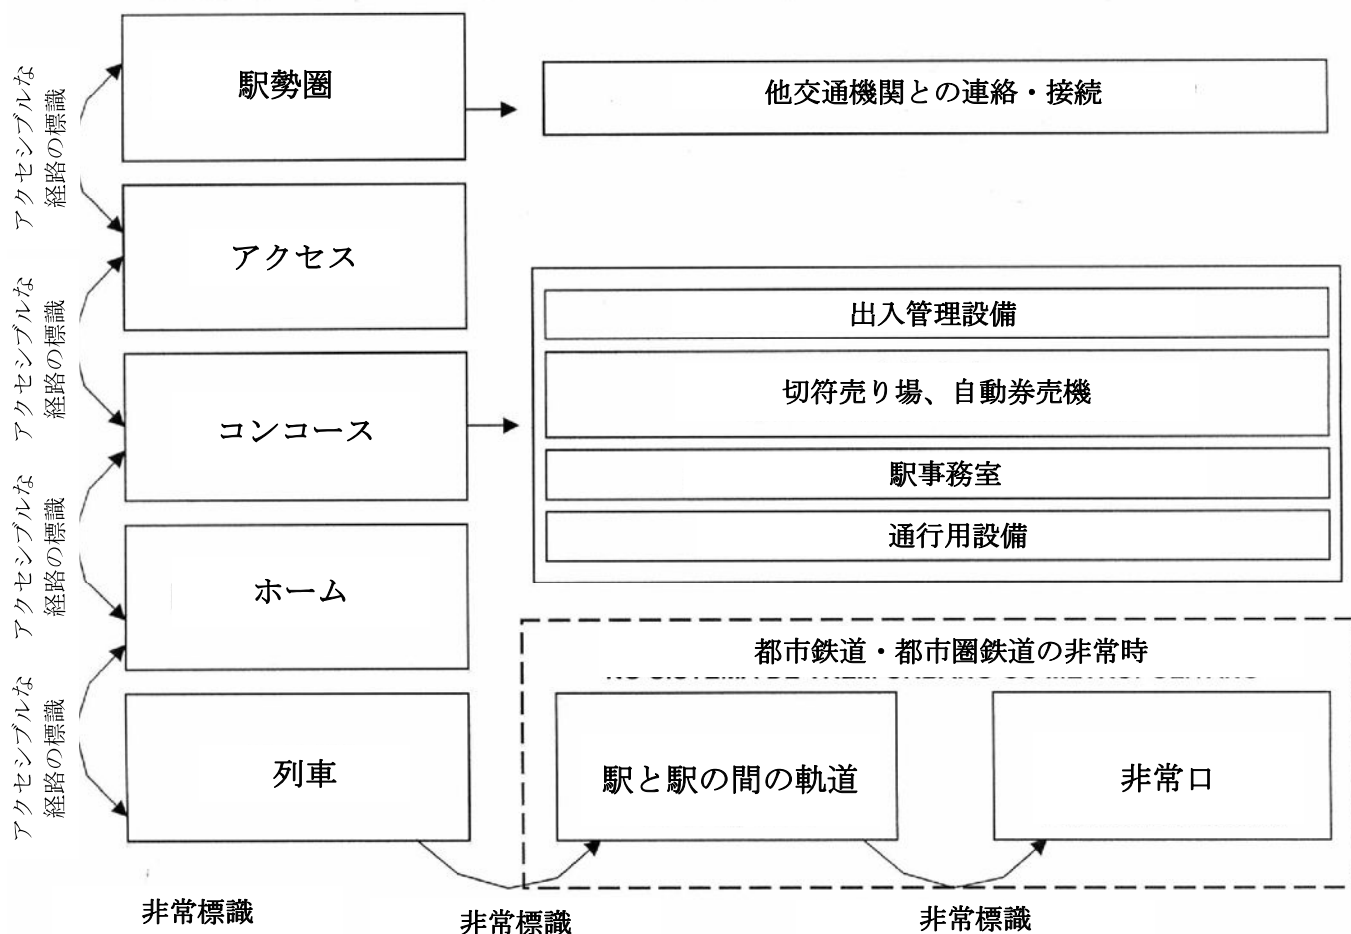 駅勢圏
他交通機関との連絡・接続
アクセシブルな
経路の標識
アクセス
出入管理設備
アクセシブルな
経路の標識
切符売り場、自動券売機
コンコース
駅事務室
アクセシブルな
経路の標識
通行用設備
ホーム
都市鉄道・都市圏鉄道の非常時
アクセシブルな
経路の標識
列車
駅と駅の間の軌道
非常口
非常標識
非常標識
非常標識